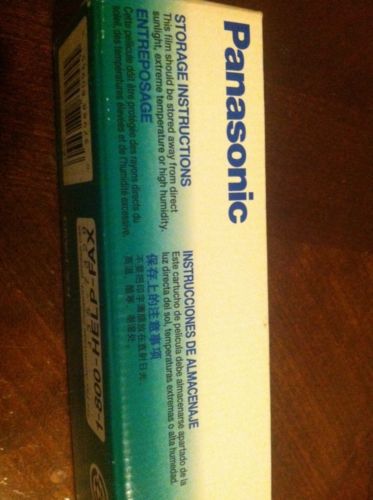 Panasonic
STORAGE INSTRUCTIONS
This film should be stored away from direct
sunlight, extreme temperature or high humidity.
ENTREPOSAGE
Cette pellicule doit être protégée des rayons directs du
soleil, des températures élevées et de l'humidité excessive.
INSTRUCCIONES DE ALMACENAJE
Este cartucho de película debe almacenarse apartado de la
luz directa del sol, temperaturas extremas o alta humedad.
保存上的注意事項
1-800-HELP-FAX